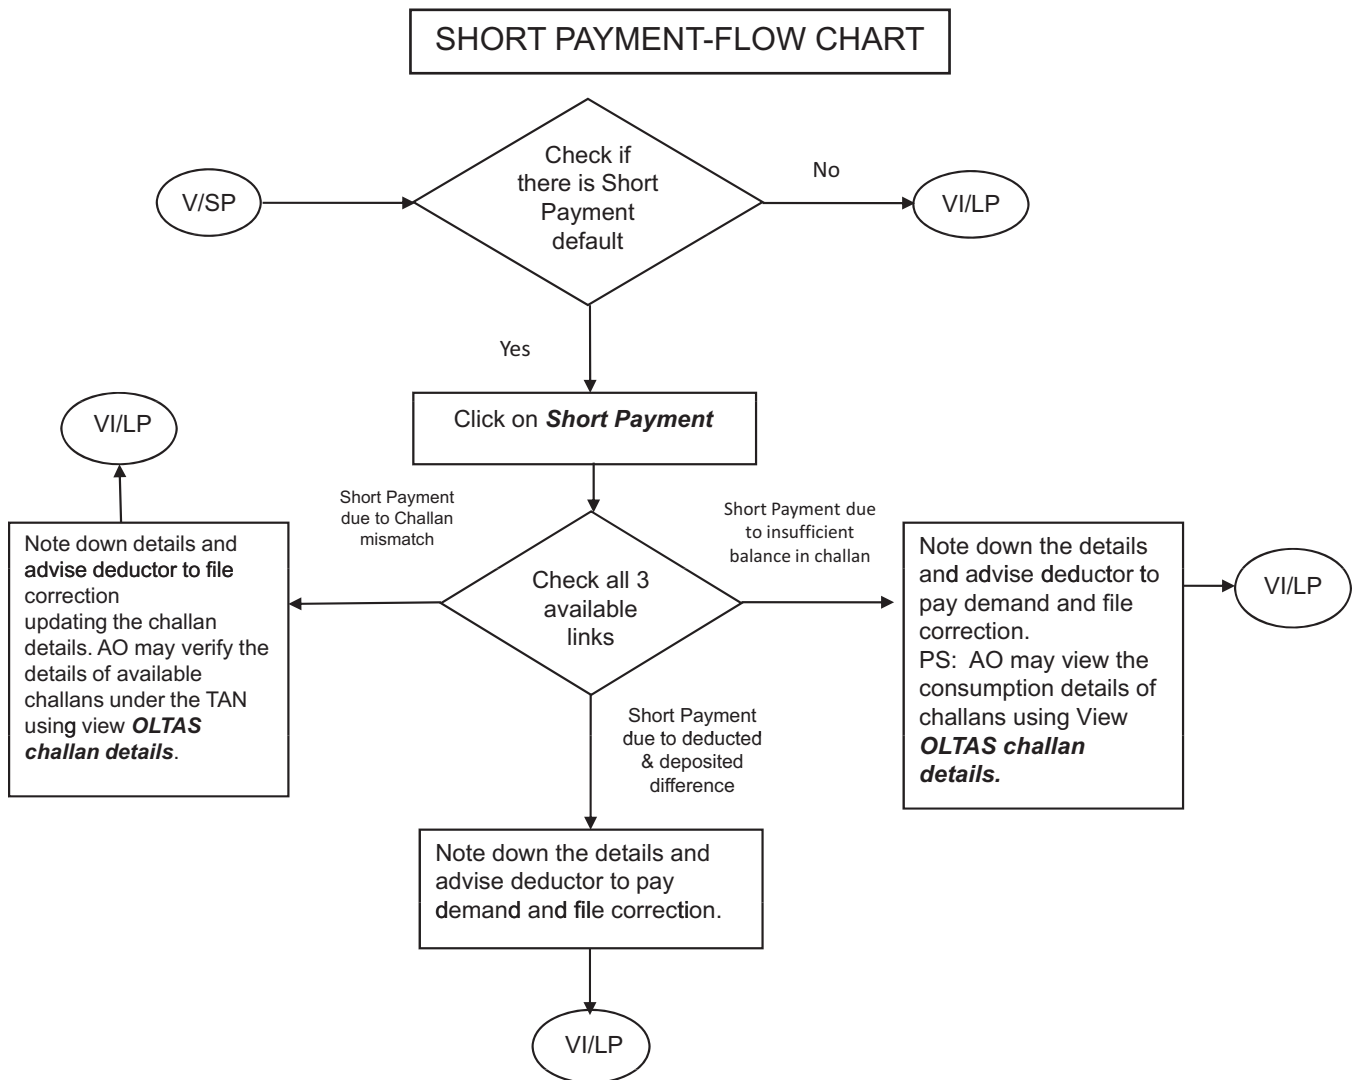 SHORT PAYMENT-FLOW CHART
Check if
there is Short
Payment
default
V/SP
No
VI/LP
Yes
Click on Short Payment
VI/LP
Short Payment
due to Challan
mismatch
Short Payment due
to insufficient
balance in challan
Note down details and
advise deductor to file
correction
updating the challan
details. AO may verify the
details of available
challans under the TAN
using view OLTAS
challan details.
Check all 3
available
links
Note down the details
and advise deductor to
pay demand and file
correction.
PS: AO may view the
consumption details of
challans using View
OLTAS challan
details.
VI/LP
Short Payment
due to deducted
& deposited
difference
Note down the details and
advise deductor to pay
demand and file correction.
VI/LP